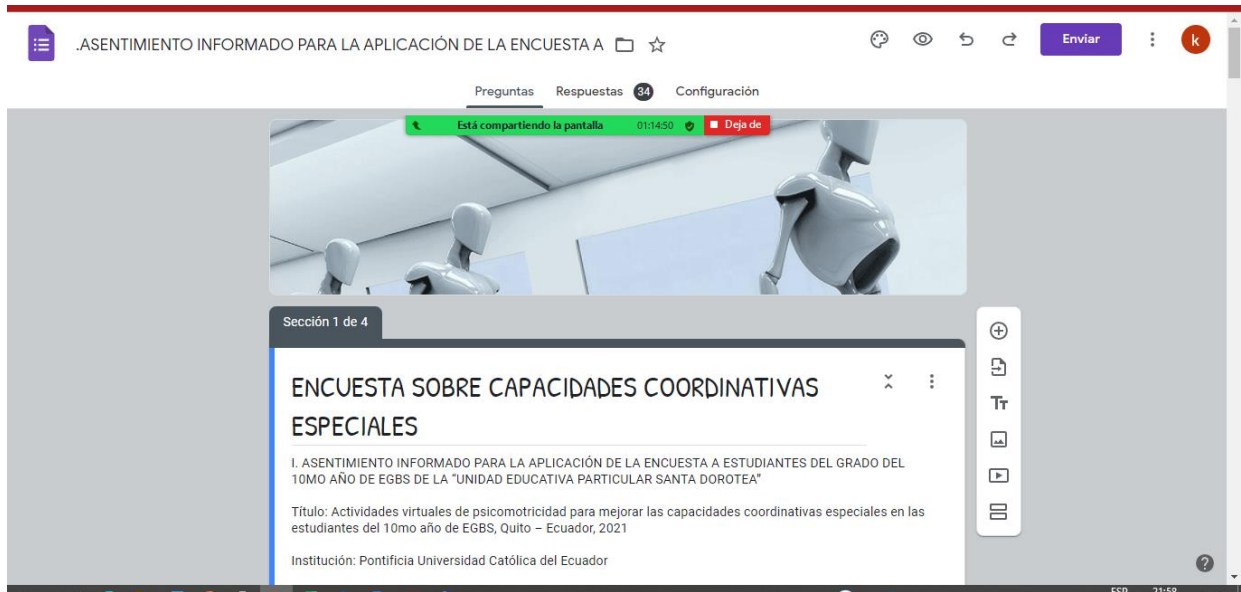 .ASENTIMIENTO INFORMADO PARA LA APLICACIÓN DE LA ENCUESTA A
Enviar
k
Preguntas Respuestas 34 Configuración
Está compartiendo la pantalla 01:14:50 Deja de
Sección 1 de 4
ENCUESTA SOBRE CAPACIDADES COORDINATIVAS
ESPECIALES
I. ASENTIMIENTO INFORMADO PARA LA APLICACIÓN DE LA ENCUESTA A ESTUDIANTES DEL GRADO DEL
10MO AÑO DE EGBS DE LA "UNIDAD EDUCATIVA PARTICULAR SANTA DOROTEA"
Título: Actividades virtuales de psicomotricidad para mejorar las capacidades coordinativas especiales en las
estudiantes del 10mo año de EGBS, Quito – Ecuador, 2021
Institución: Pontificia Universidad Católica del Ecuador
ESP 21:58